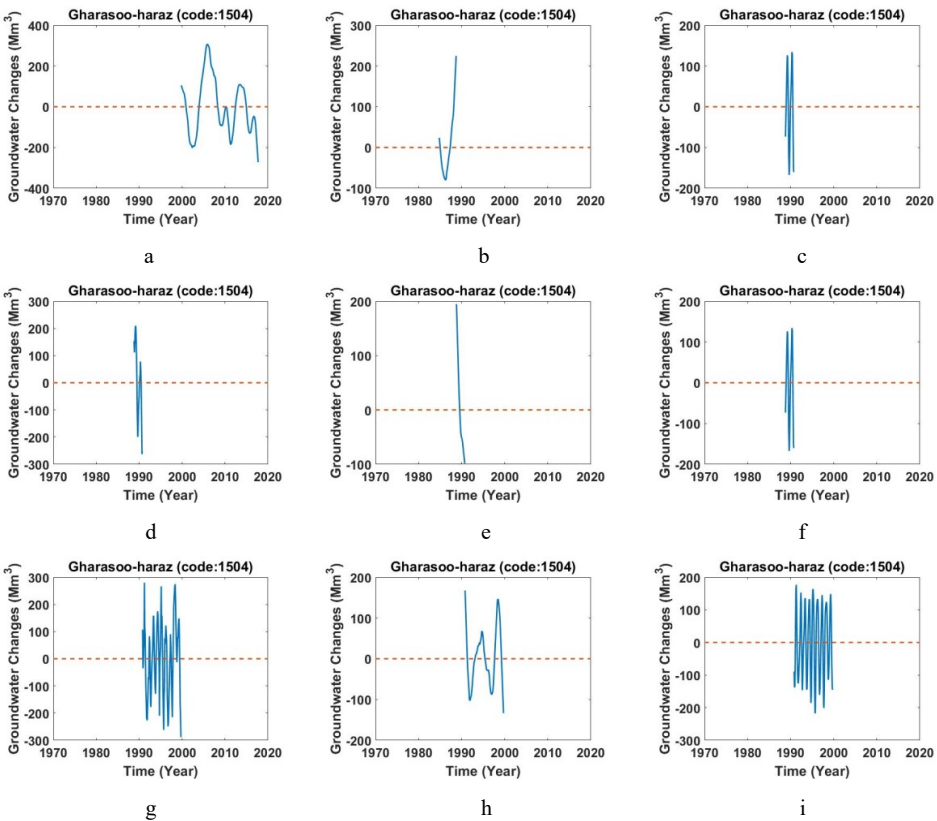 Gharasoo-haraz (code:1504)
Groundwater Changes (Mm³)
400
200
0
-200
-400
1970 1980 1990 2000 2010 2020
Time (Year)
a
Gharasoo-haraz (code:1504)
Groundwater Changes (Mm³)
300
200
100
0
-100
1970 1980 1990 2000 2010 2020
Time (Year)
b
Gharasoo-haraz (code:1504)
Groundwater Changes (Mm³)
200
100
0
-100
-200
1970 1980 1990 2000 2010 2020
Time (Year)
c
Gharasoo-haraz (code:1504)
Groundwater Changes (Mm³)
300
200
100
0
-100
-200
-300
1970 1980 1990 2000 2010 2020
Time (Year)
d
Gharasoo-haraz (code:1504)
Groundwater Changes (Mm³)
200
100
0
-100
1970 1980 1990 2000 2010 2020
Time (Year)
e
Gharasoo-haraz (code:1504)
Groundwater Changes (Mm³)
200
100
0
-100
-200
1970 1980 1990 2000 2010 2020
Time (Year)
f
Gharasoo-haraz (code:1504)
Groundwater Changes (Mm³)
300
200
100
0
-100
-200
-300
1970 1980 1990 2000 2010 2020
Time (Year)
g
Gharasoo-haraz (code:1504)
Groundwater Changes (Mm³)
200
100
0
-100
-200
1970 1980 1990 2000 2010 2020
Time (Year)
h
Gharasoo-haraz (code:1504)
Groundwater Changes (Mm³)
200
100
0
-100
-200
-300
1970 1980 1990 2000 2010 2020
Time (Year)
i